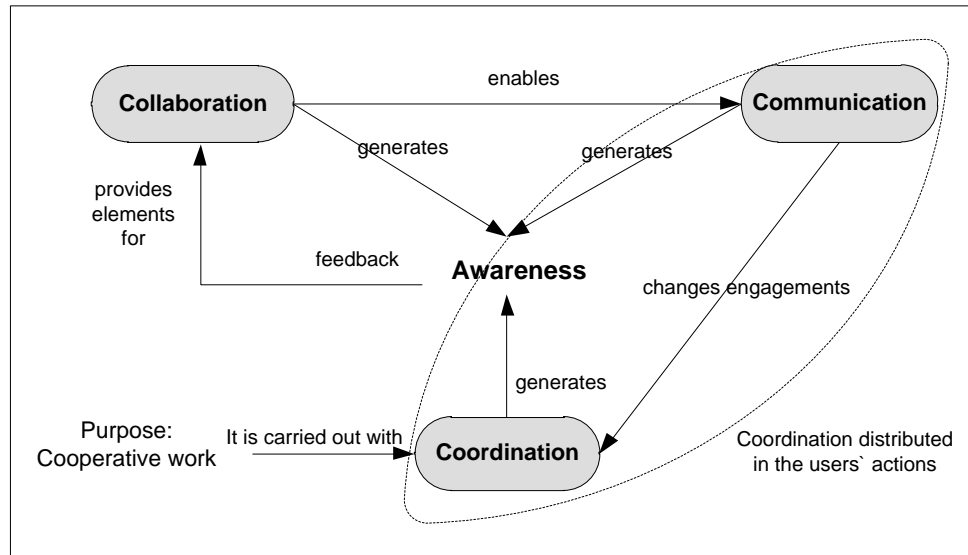 enables
Collaboration
Communication
generates
generates
provides
elements
for
feedback
Awareness
changes engagements
generates
Purpose:
Cooperative work
It is carried out with
Coordination
Coordination distributed
in the users` actions